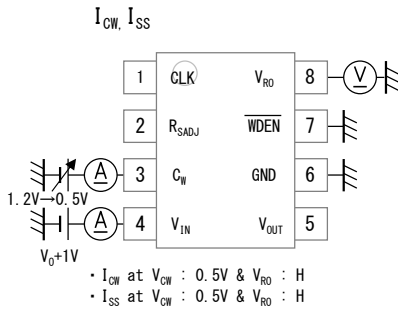 I_CW, I_SS
1 CLK V_RO 8 V
2 R_SADJ WDEN 7
A 3 C_W GND 6
1.2V→0.5V
A 4 V_IN V_OUT 5
V_O+1V
・I_CW at V_CW : 0.5V & V_RO : H
・I_SS at V_CW : 0.5V & V_RO : H